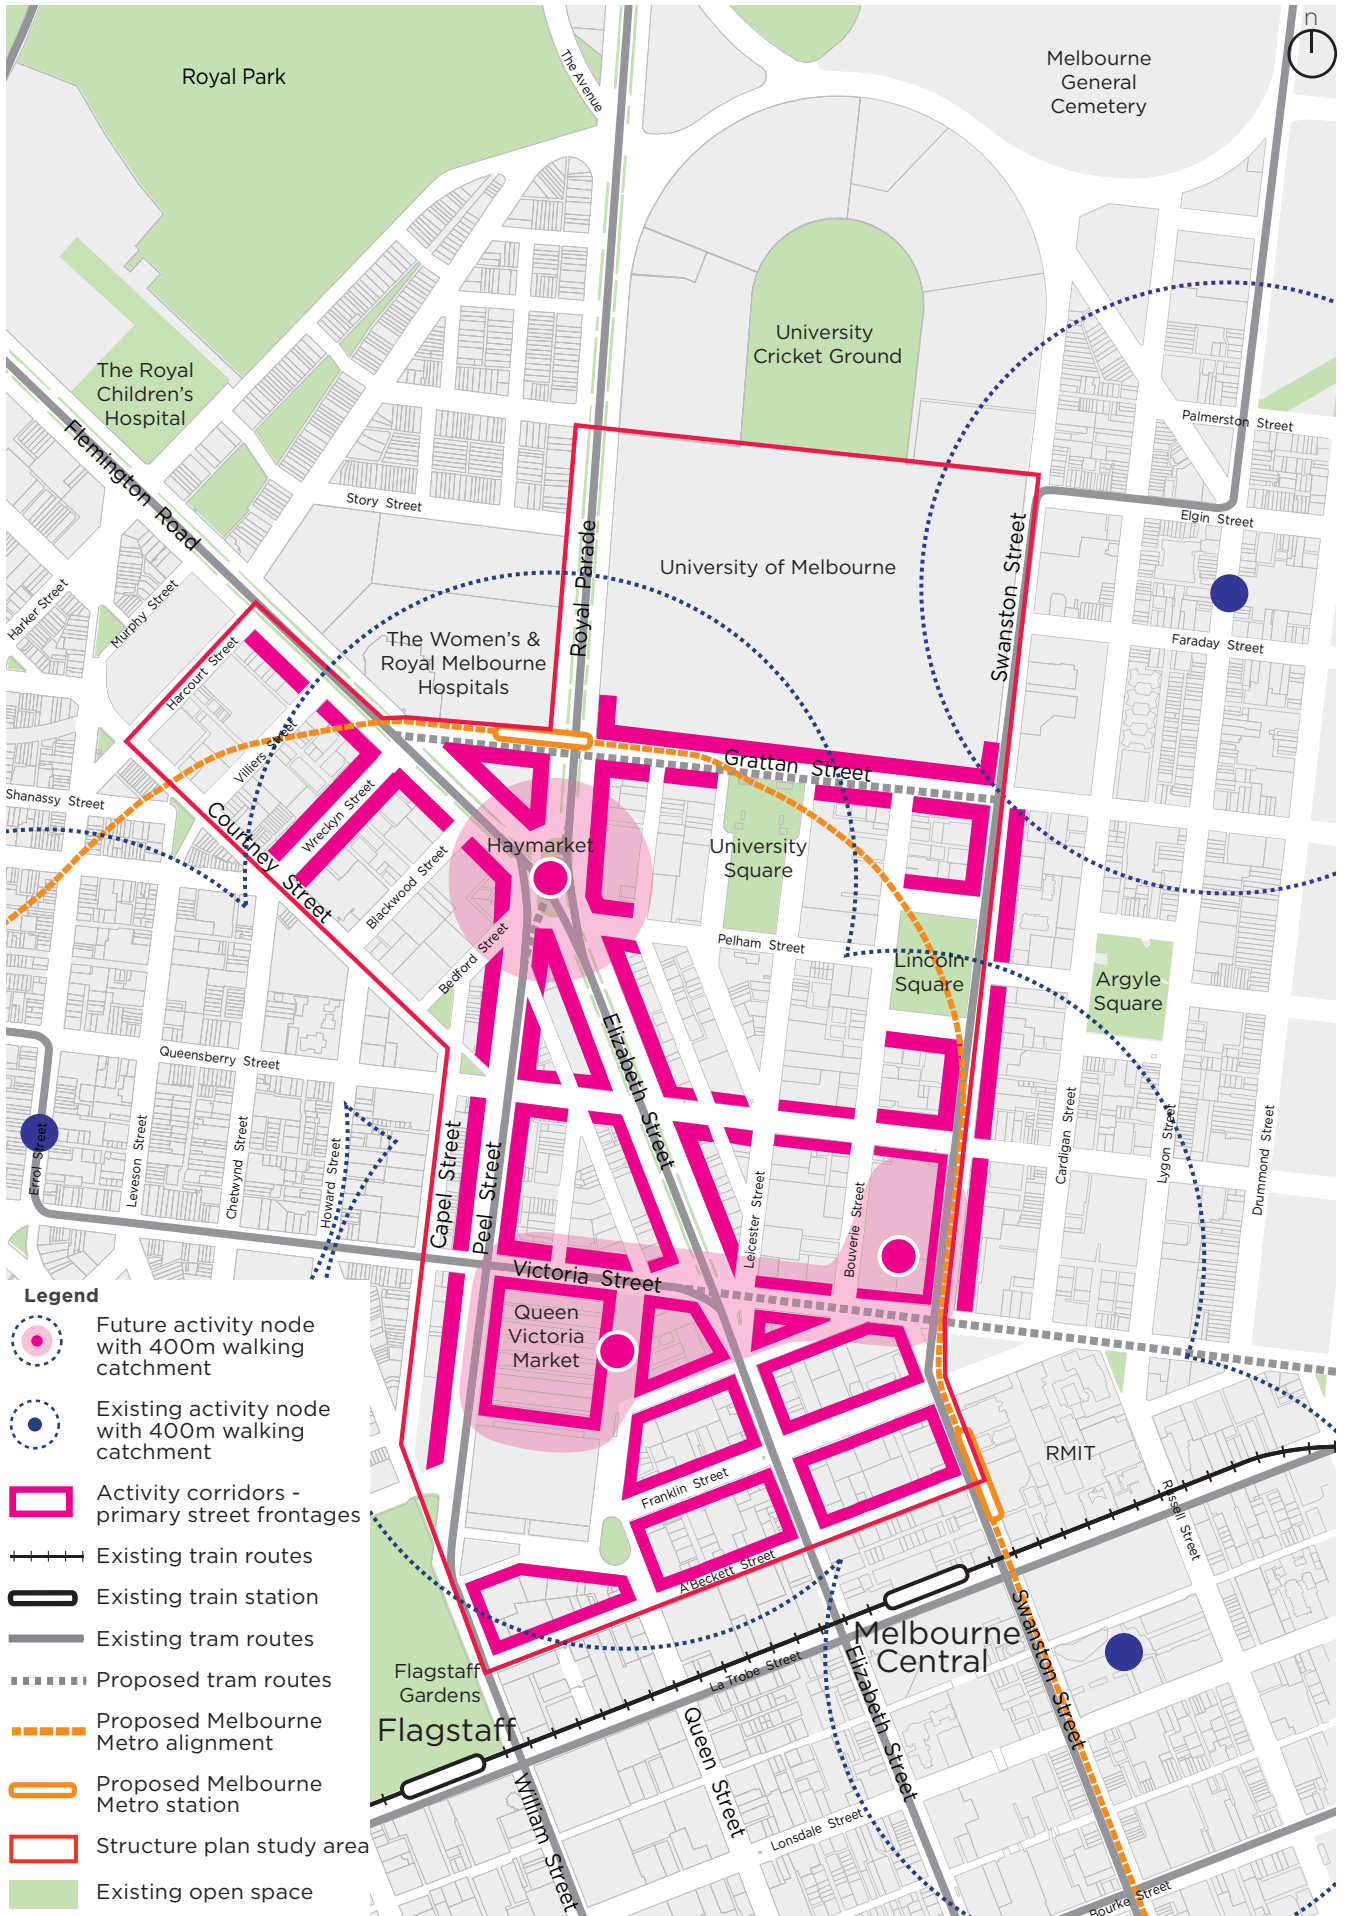 n
Royal Park
The Avenue
Melbourne
General
Cemetery
University
Cricket Ground
The Royal
Children's
Hospital
Palmerston Street
Flemington Road
Story Street
Elgin Street
Royal Parade
Swanston Street
University of Melbourne
Harker Street
Murphy Street
Faraday Street
The Women's &
Royal Melbourne
Hospitals
Harcourt Street
Villiers Street
Grattan Street
Shanassy Street
Wreckyn Street
Courtney Street
Haymarket
University
Square
Blackwood Street
Bedford Street
Pelham Street
Lincoln
Square
Argyle
Square
Elizabeth Street
Queensberry Street
Errol Street
Leveson Street
Chetwynd Street
Howard Street
Capel Street
Peel Street
Leicester Street
Bouverie Street
Cardigan Street
Lygon Street
Drummond Street
Victoria Street
Queen
Victoria
Market
Franklin Street
A'Beckett Street
RMIT
Russell Street
Swanston Street
Melbourne
Central
La Trobe Street
Elizabeth Street
Flagstaff
Gardens
Flagstaff
Queen Street
William Street
Lonsdale Street
Bourke Street
Legend
Future activity node
with 400m walking
catchment
Existing activity node
with 400m walking
catchment
Activity corridors -
primary street frontages
Existing train routes
Existing train station
Existing tram routes
Proposed tram routes
Proposed Melbourne
Metro alignment
Proposed Melbourne
Metro station
Structure plan study area
Existing open space